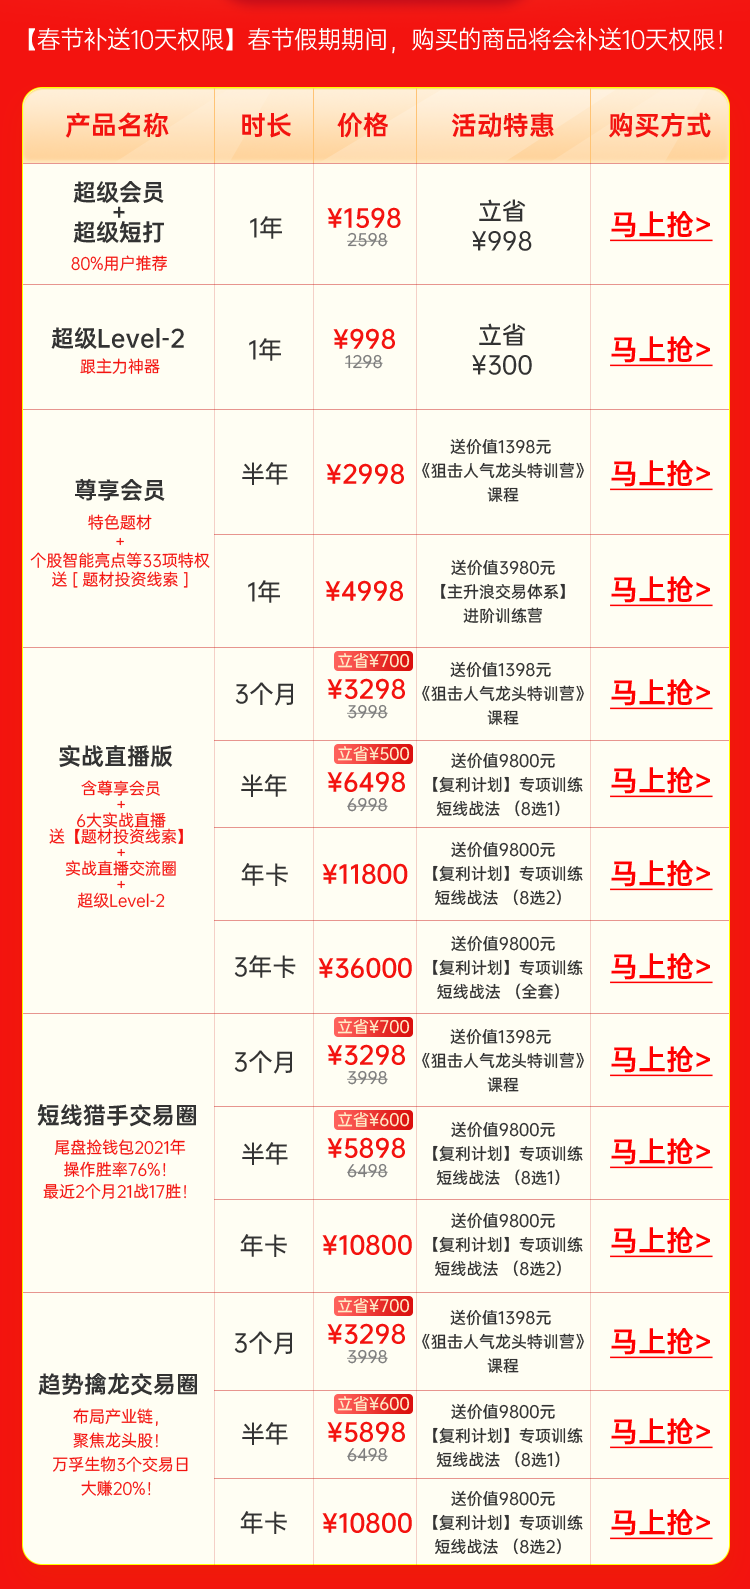 【春节补送10天权限】春节假期期间，购买的商品将会补送10天权限！
产品名称 时长 价格 活动特惠 购买方式
超级会员
+
超级短打
80%用户推荐
1年
¥1598
2598
立省
¥998
马上抢>
超级Level-2
跟主力神器
1年
¥998
1298
立省
¥300
马上抢>
尊享会员
特色题材
+
个股智能亮点等33项特权
送［题材投资线索］
半年
¥2998
送价值1398元
《狙击人气龙头特训营》
课程
马上抢>
1年
¥4998
送价值3980元
【主升浪交易体系】
进阶训练营
马上抢>
实战直播版
含尊享会员
+
6大实战直播
送【题材投资线索】
+
实战直播交流圈
+
超级Level-2
3个月
立省¥700
¥3298
3998
送价值1398元
《狙击人气龙头特训营》
课程
马上抢>
半年
立省¥500
¥6498
6998
送价值9800元
【复利计划】专项训练
短线战法 （8选1）
马上抢>
年卡
¥11800
送价值9800元
【复利计划】专项训练
短线战法 （8选2）
马上抢>
3年卡
¥36000
送价值9800元
【复利计划】专项训练
短线战法 （全套）
马上抢>
短线猎手交易圈
尾盘捡钱包2021年
操作胜率76%！
最近2个月21战17胜！
3个月
立省¥700
¥3298
3998
送价值1398元
《狙击人气龙头特训营》
课程
马上抢>
半年
立省¥600
¥5898
6498
送价值9800元
【复利计划】专项训练
短线战法 （8选1）
马上抢>
年卡
¥10800
送价值9800元
【复利计划】专项训练
短线战法 （8选2）
马上抢>
趋势擒龙交易圈
布局产业链，
聚焦龙头股！
万孚生物3个交易日
大赚20%！
3个月
立省¥700
¥3298
3998
送价值1398元
《狙击人气龙头特训营》
课程
马上抢>
半年
立省¥600
¥5898
6498
送价值9800元
【复利计划】专项训练
短线战法 （8选1）
马上抢>
年卡
¥10800
送价值9800元
【复利计划】专项训练
短线战法 （8选2）
马上抢>